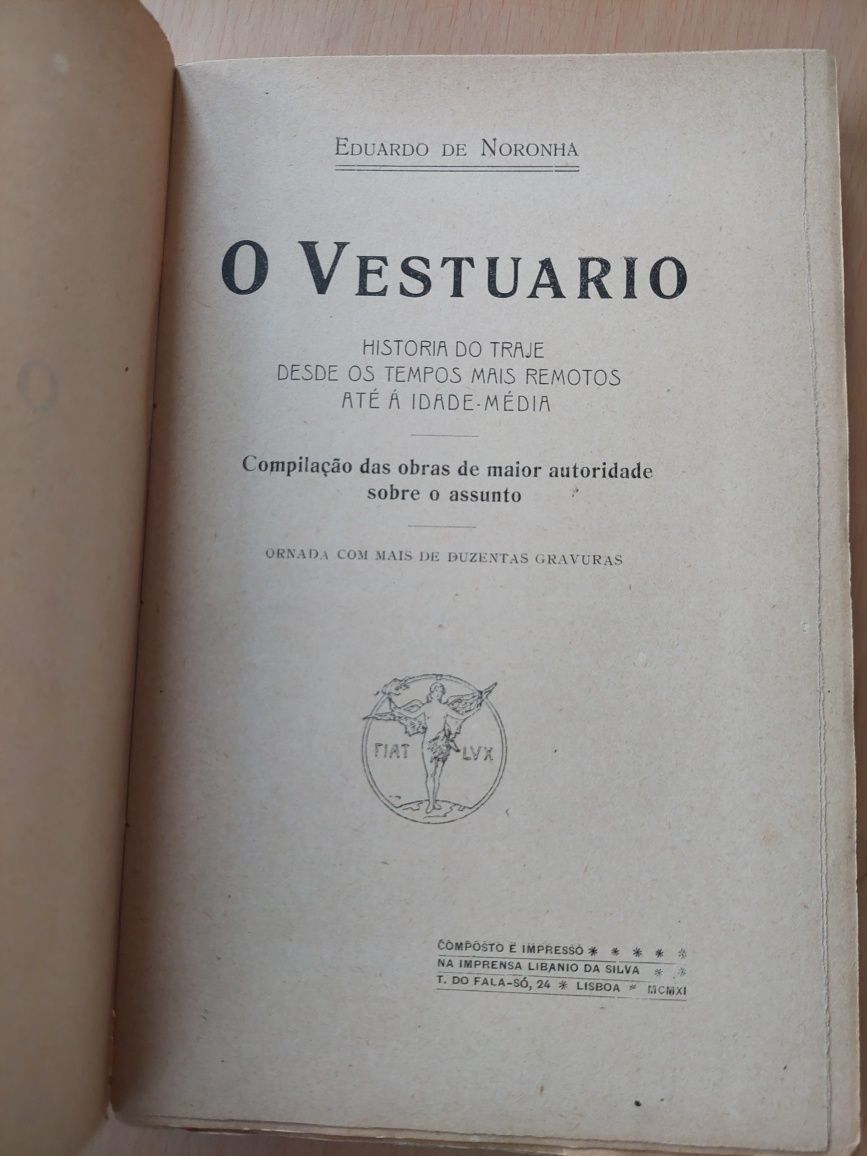 EDUARDO DE NORONHA
O VESTUARIO
HISTORIA DO TRAJE
DESDE OS TEMPOS MAIS REMOTOS
ATÉ Á IDADE-MÉDIA
Compilação das obras de maior autoridade
sobre o assunto
ORNADA COM MAIS DE DUZENTAS GRAVURAS
FIAT LVX
COMPÔSTO E IMPRESSO * * * * *
NA IMPRENSA LIBANIO DA SILVA * *
T. DO FALA-SÓ, 24 * LISBOA * MCMXI
O